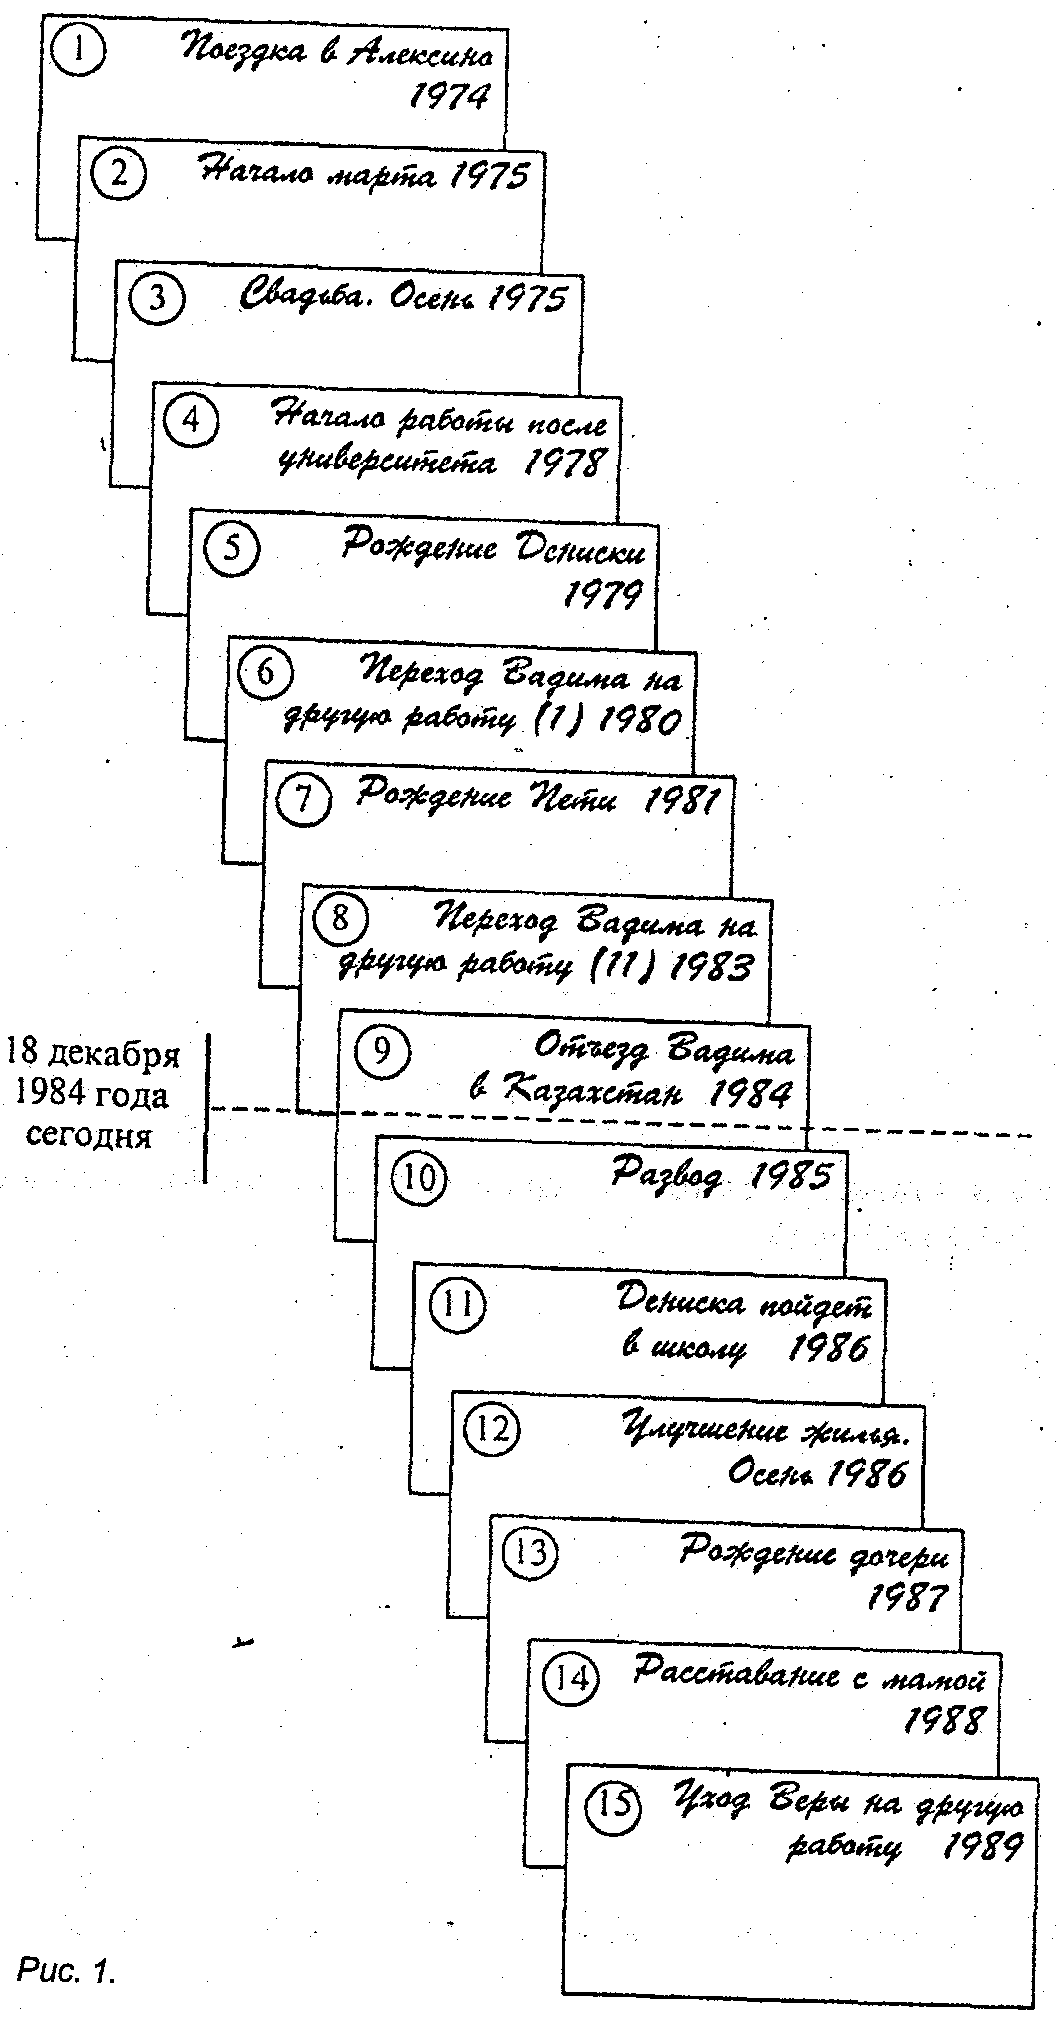 1 Поездка в Алексино
1974
2 Начало марта 1975
3 Свадьба. Осень 1975
4 Начало работы после
университета 1978
5 Рождение Дениски
1979
6 Переход Вадима на
другую работу (1) 1980
7 Рождение Пети 1981
8 Переход Вадима на
другую работу (11) 1983
9 Отъезд Вадима
в Казахстан 1984
18 декабря
1984 года
сегодня
10 Развод 1985
11 Дениска пойдет
в школу 1986
12 Улучшение жилья.
Осень 1986
13 Рождение дочери
1987
14 Расставание с мамой
1988
15 Уход Веры на другую
работу 1989
Рис. 1.